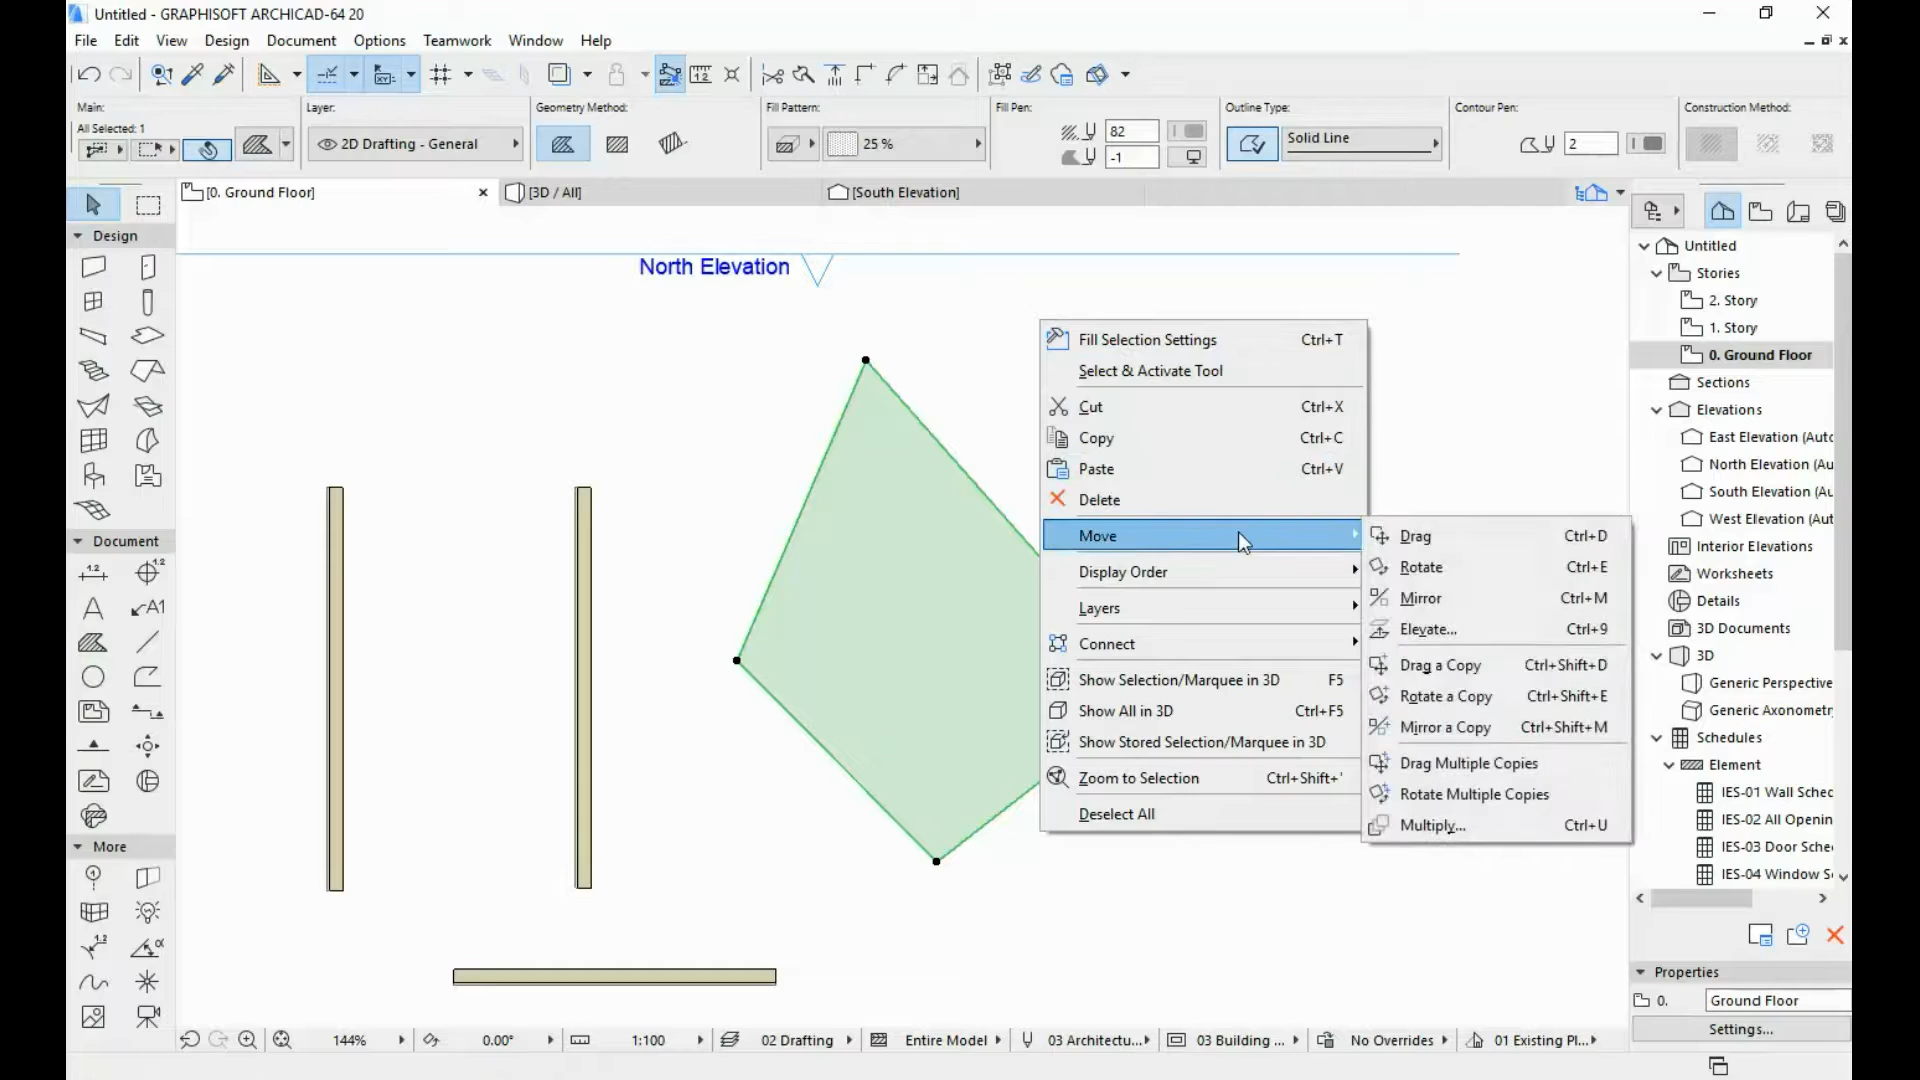 Untitled - GRAPHISOFT ARCHICAD-64 20
File Edit View Design Document Options Teamwork Window Help
Main:
All Selected: 1
Layer:
2D Drafting - General
Geometry Method:
Fill Pattern:
25 %
Fill Pen:
82
-1
Outline Type:
Solid Line
Contour Pen:
2
Construction Method:
[0. Ground Floor]
[3D / All]
[South Elevation]
Design
Document
More
North Elevation
Fill Selection Settings Ctrl+T
Select & Activate Tool
Cut Ctrl+X
Copy Ctrl+C
Paste Ctrl+V
Delete
Move
Display Order
Layers
Connect
Show Selection/Marquee in 3D F5
Show All in 3D Ctrl+F5
Show Stored Selection/Marquee in 3D
Zoom to Selection Ctrl+Shift+'
Deselect All
Drag Ctrl+D
Rotate Ctrl+E
Mirror Ctrl+M
Elevate... Ctrl+9
Drag a Copy Ctrl+Shift+D
Rotate a Copy Ctrl+Shift+E
Mirror a Copy Ctrl+Shift+M
Drag Multiple Copies
Rotate Multiple Copies
Multiply... Ctrl+U
Untitled
Stories
2. Story
1. Story
0. Ground Floor
Sections
Elevations
East Elevation (Auto
North Elevation (Au
South Elevation (Au
West Elevation (Aut
Interior Elevations
Worksheets
Details
3D Documents
3D
Generic Perspective
Generic Axonometr
Schedules
Element
IES-01 Wall Sched
IES-02 All Openin
IES-03 Door Sche
IES-04 Window S
Properties
0. Ground Floor
Settings...
144% 0.00° 1:100 02 Drafting Entire Model 03 Architectu... 03 Building ... No Overrides 01 Existing Pl...